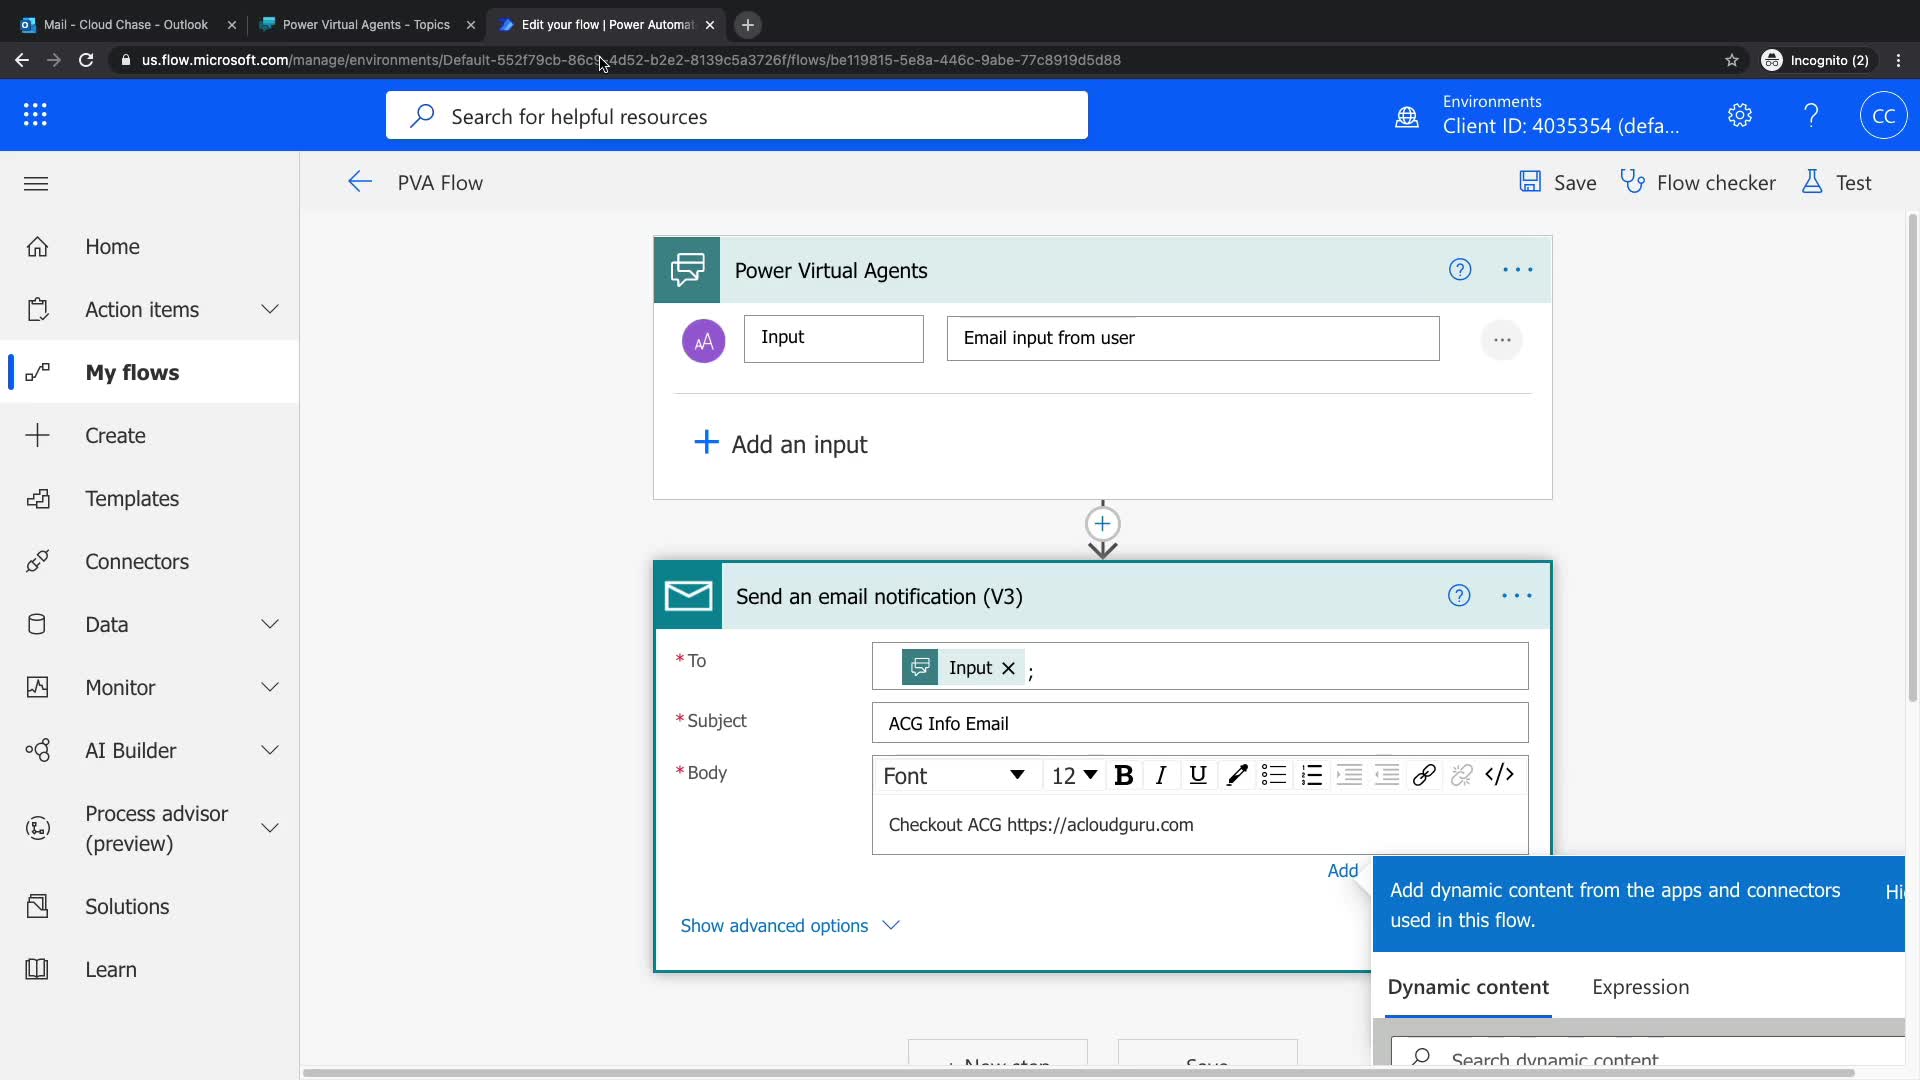 Mail - Cloud Chase - Outlook
Power Virtual Agents - Topics
Edit your flow | Power Automat
us.flow.microsoft.com/manage/environments/Default-552f79cb-86c9-4d52-b2e2-8139c5a3726f/flows/be119815-5e8a-446c-9abe-77c8919d5d88
Incognito (2)
Search for helpful resources
Environments
Client ID: 4035354 (defa...
CC
PVA Flow
Save
Flow checker
Test
Home
Action items
My flows
Create
Templates
Connectors
Data
Monitor
AI Builder
Process advisor
(preview)
Solutions
Learn
Power Virtual Agents
AA
Input
Email input from user
Add an input
Send an email notification (V3)
* To
Input ;
* Subject
ACG Info Email
* Body
Font
12
B I U
Checkout ACG https://acloudguru.com
Add
Show advanced options
Add dynamic content from the apps and connectors
used in this flow.
Dynamic content
Expression
Search dynamic content
+ New step
Save